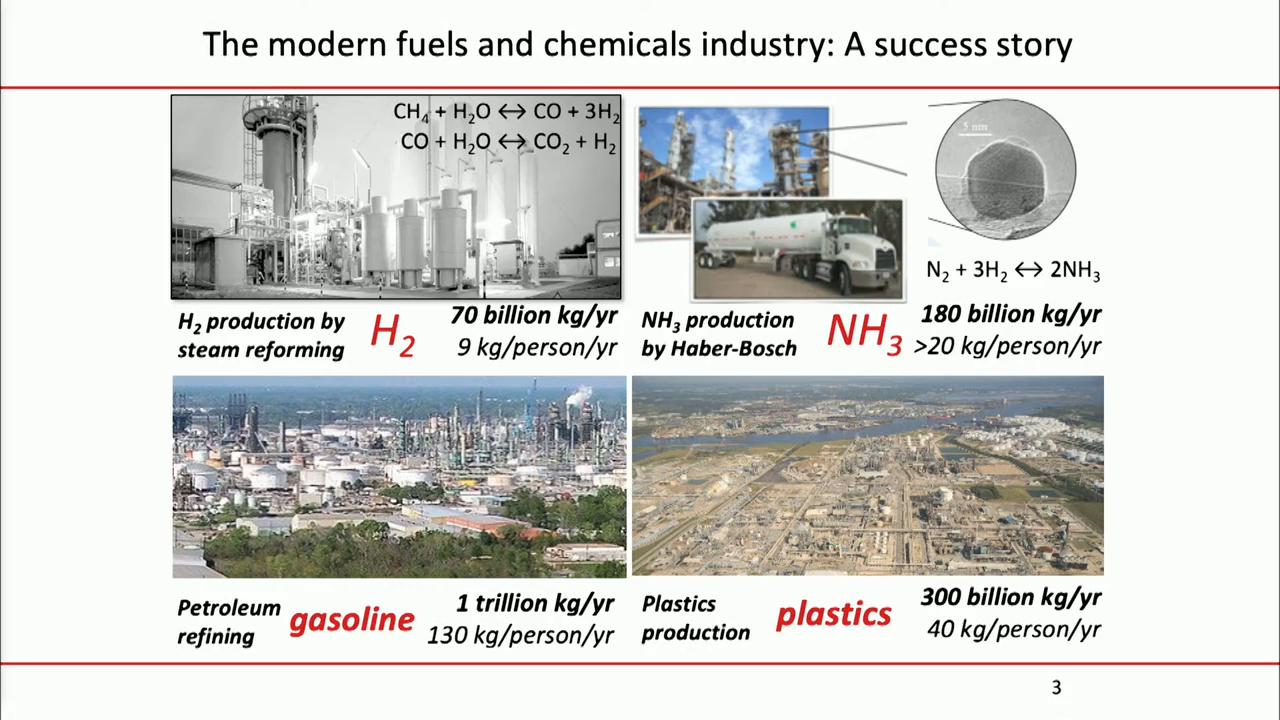 The modern fuels and chemicals industry: A success story
CH₄ + H₂O ↔ CO + 3H₂
CO + H₂O ↔ CO₂ + H₂
5 nm
N₂ + 3H₂ ↔ 2NH₃
H₂ production by
steam reforming
H₂
70 billion kg/yr
9 kg/person/yr
NH₃ production
by Haber-Bosch
NH₃
180 billion kg/yr
>20 kg/person/yr
Petroleum
refining
gasoline
1 trillion kg/yr
130 kg/person/yr
Plastics
production
plastics
300 billion kg/yr
40 kg/person/yr
3